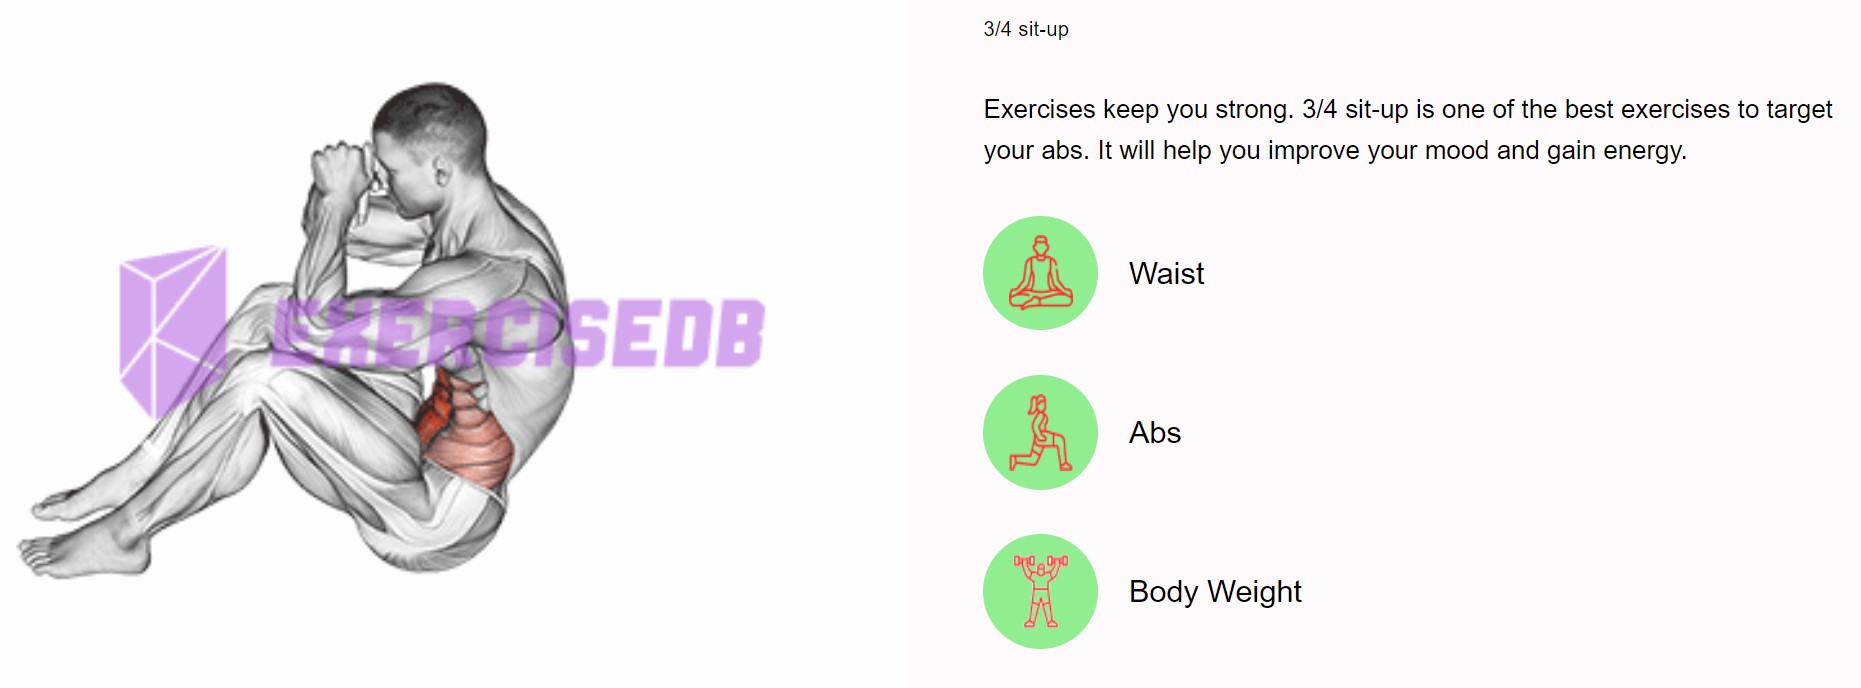 3/4 sit-up
Exercises keep you strong. 3/4 sit-up is one of the best exercises to target
your abs. It will help you improve your mood and gain energy.
EXERCISEDB
Waist
Abs
Body Weight